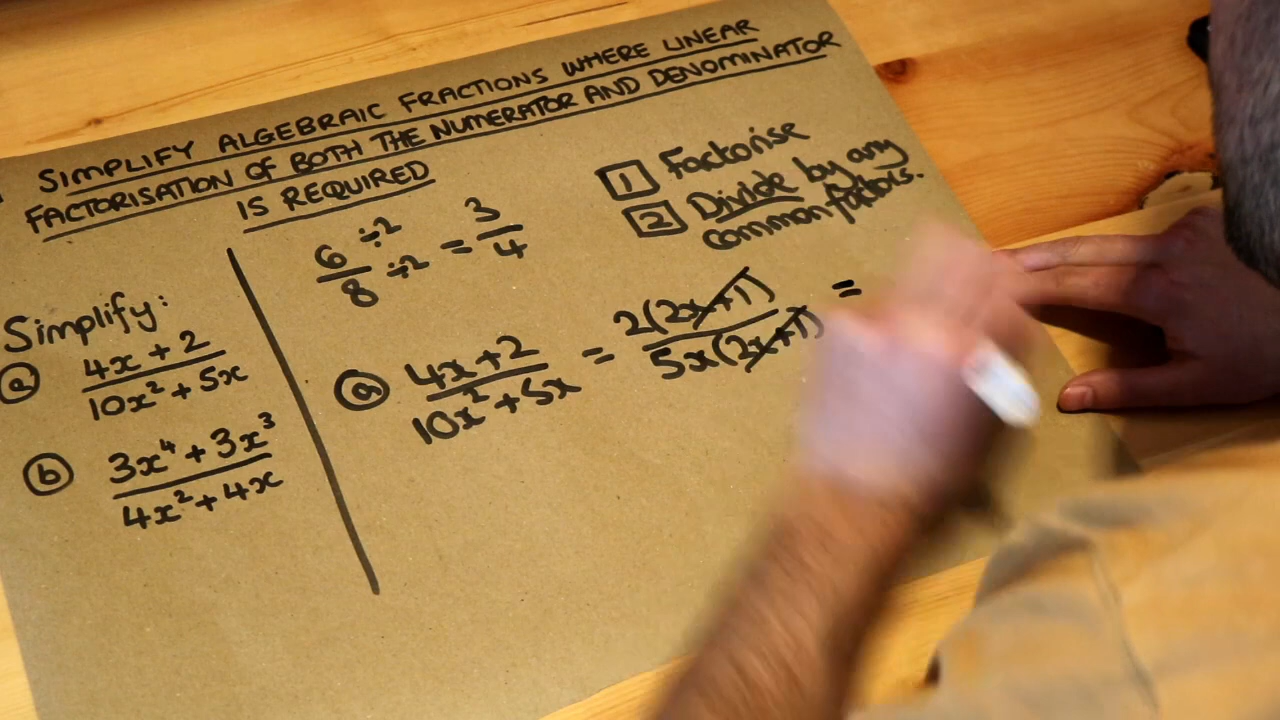 SIMPLIFY ALGEBRAIC FRACTIONS WHERE LINEAR
FACTORISATION OF BOTH THE NUMERATOR AND DENOMINATOR
IS REQUIRED
6 ÷2 = 3
8 ÷2 4
1 Factorise
2 Divide by any
common factors.
Simplify:
a 4x + 2
10x² + 5x
b 3x⁴ + 3x³
4x² + 4x
a 4x + 2 = 2(2x+1) =
10x² + 5x 5x(2x+1)